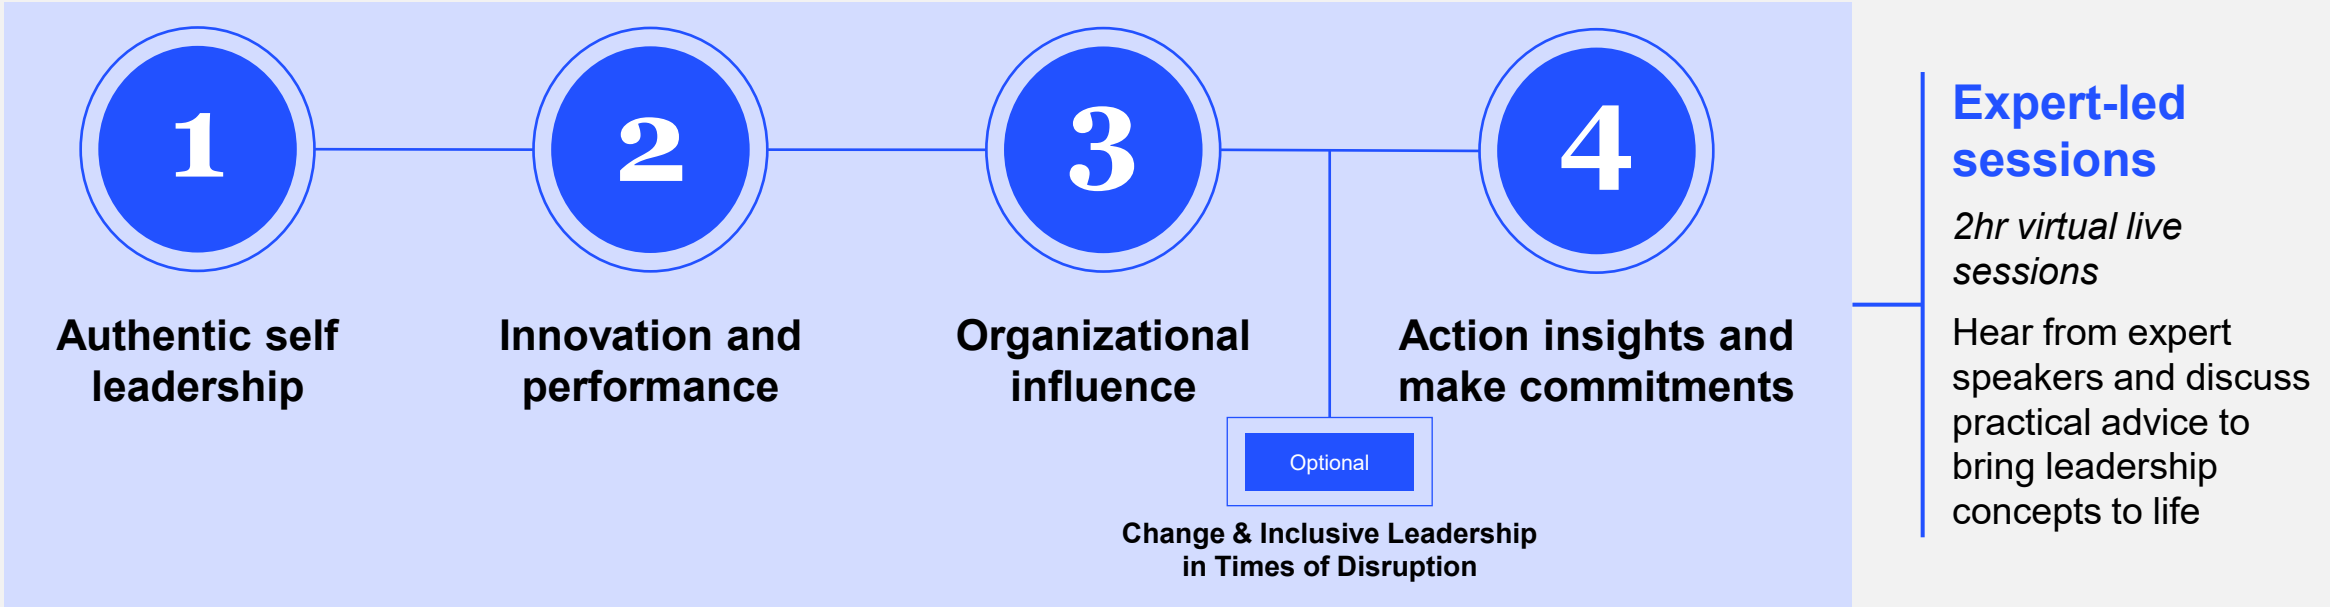 1
Authentic self
leadership
2
Innovation and
performance
3
Organizational
influence
4
Action insights and
make commitments
Optional
Change & Inclusive Leadership
in Times of Disruption
Expert-led
sessions
2hr virtual live
sessions
Hear from expert
speakers and discuss
practical advice to
bring leadership
concepts to life